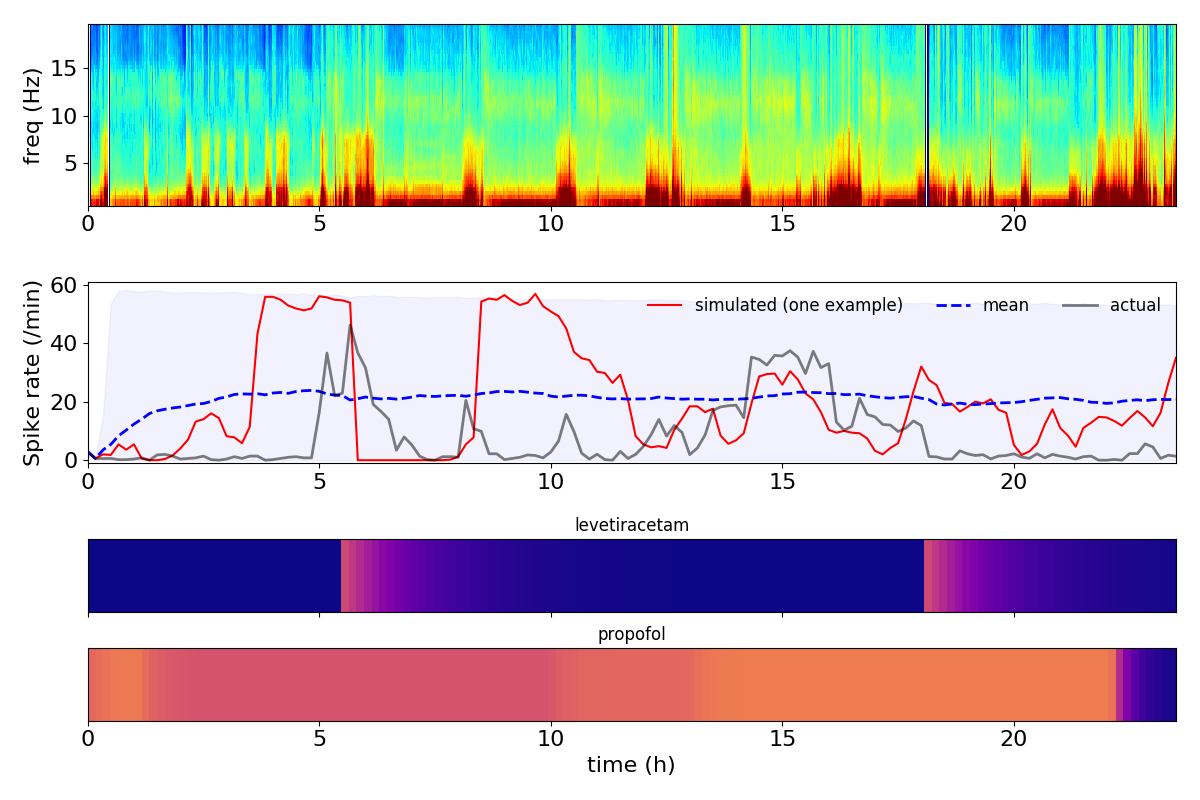 freq (Hz)
15
10
5
0 5 10 15 20
Spike rate (/min)
60
40
20
0
simulated (one example) mean actual
0 5 10 15 20
levetiracetam
propofol
0 5 10 15 20
time (h)